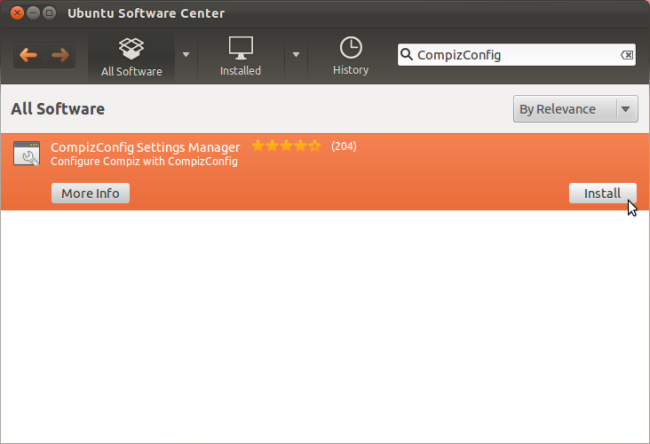 Ubuntu Software Center
All Software
Installed
History
CompizConfig
All Software
By Relevance
CompizConfig Settings Manager (204)
Configure Compiz with CompizConfig
More Info
Install